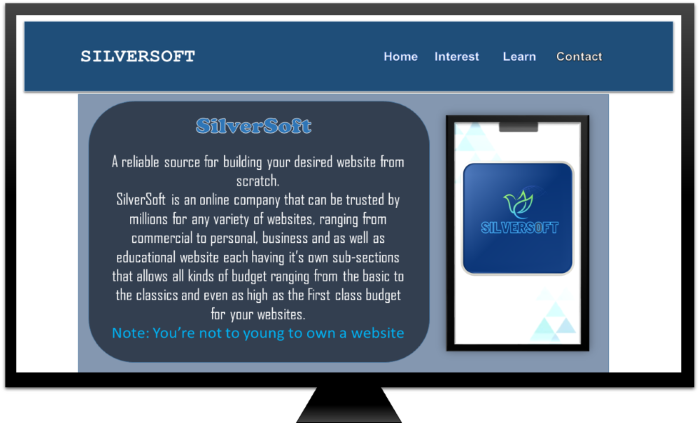 SILVERSOFT
Home Interest Learn Contact
SilverSoft
A reliable source for building your desired website from
scratch.
SilverSoft is an online company that can be trusted by
millions for any variety of websites, ranging from
commercial to personal, business and as well as
educational website each having it's own sub-sections
that allows all kinds of budget ranging from the basic to
the classics and even as high as the First class budget
for your websites.
Note: You're not to young to own a website
SILVERSOFT